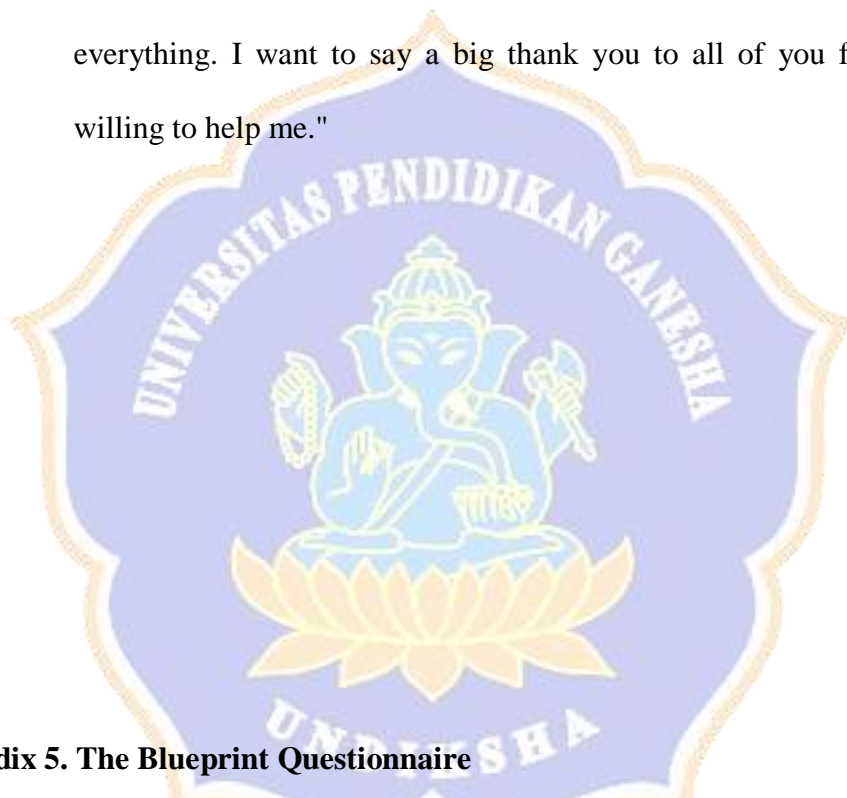 everything. I want to say a big thank you to all of you f
willing to help me."
UNIVERSITAS PENDIDIKAN GANESHA
UNDIKSHA
dix 5. The Blueprint Questionnaire